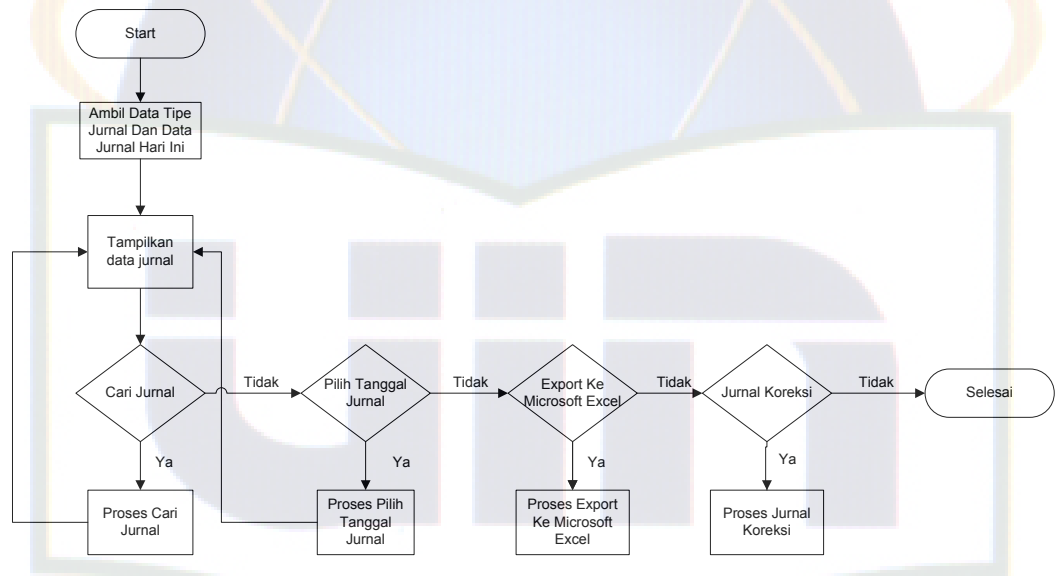 Start
Ambil Data Tipe
Jurnal Dan Data
Jurnal Hari Ini
Tampilkan
data jurnal
Cari Jurnal
Tidak
Pilih Tanggal
Jurnal
Tidak
Export Ke
Microsoft Excel
Tidak
Jurnal Koreksi
Tidak
Selesai
Ya
Ya
Ya
Ya
Proses Cari
Jurnal
Proses Pilih
Tanggal
Jurnal
Proses Export
Ke Microsoft
Excel
Proses Jurnal
Koreksi
uin